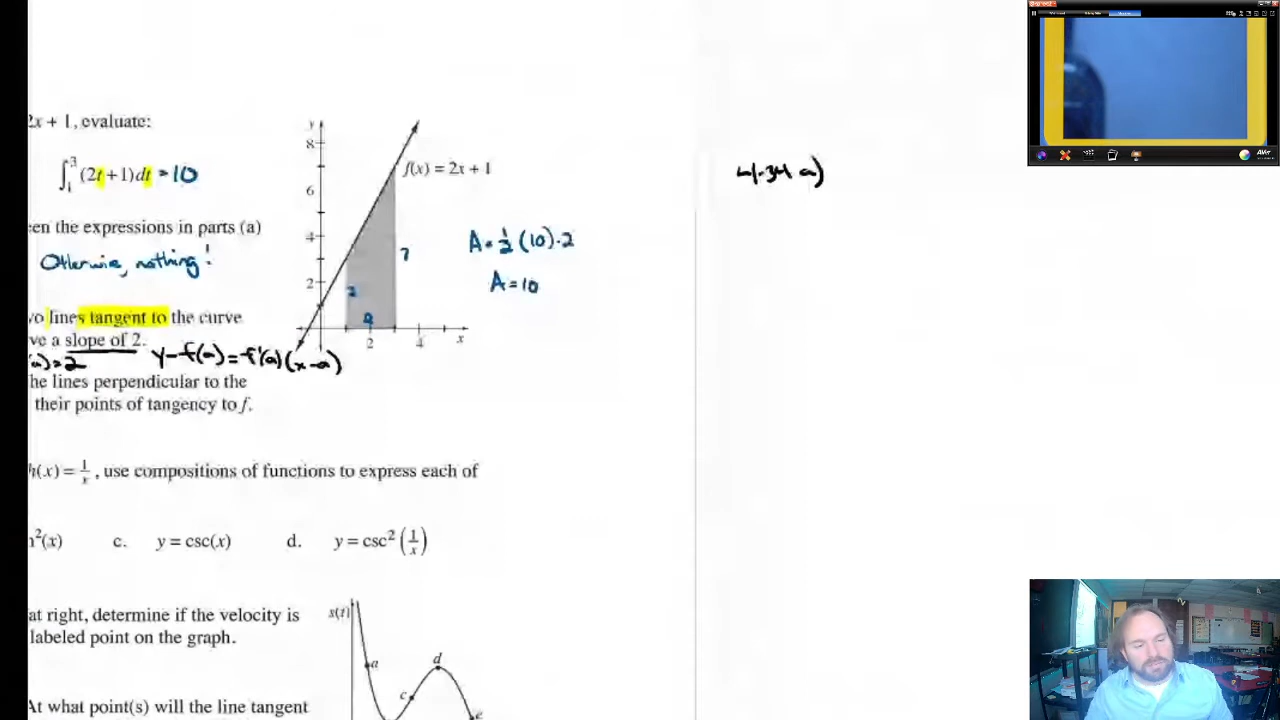 2x + 1, evaluate:
∫₁³ (2t + 1)dt = 10
een the expressions in parts (a)
Otherwise, nothing!
vo lines tangent to the curve
ve a slope of 2.
(a) = 2 y - f(a) = f'(a)(x - a)
he lines perpendicular to the
their points of tangency to f.
h(x) = 1/x, use compositions of functions to express each of
n²(x) c. y = csc(x) d. y = csc²(1/x)
at right, determine if the velocity is
labeled point on the graph.
At what point(s) will the line tangent
y
8
6
4
2
2 4 x
f(x) = 2x + 1
7
A = 1/2 (10) · 2
A = 10
4-34 a)
s(t)
a
d
c
e